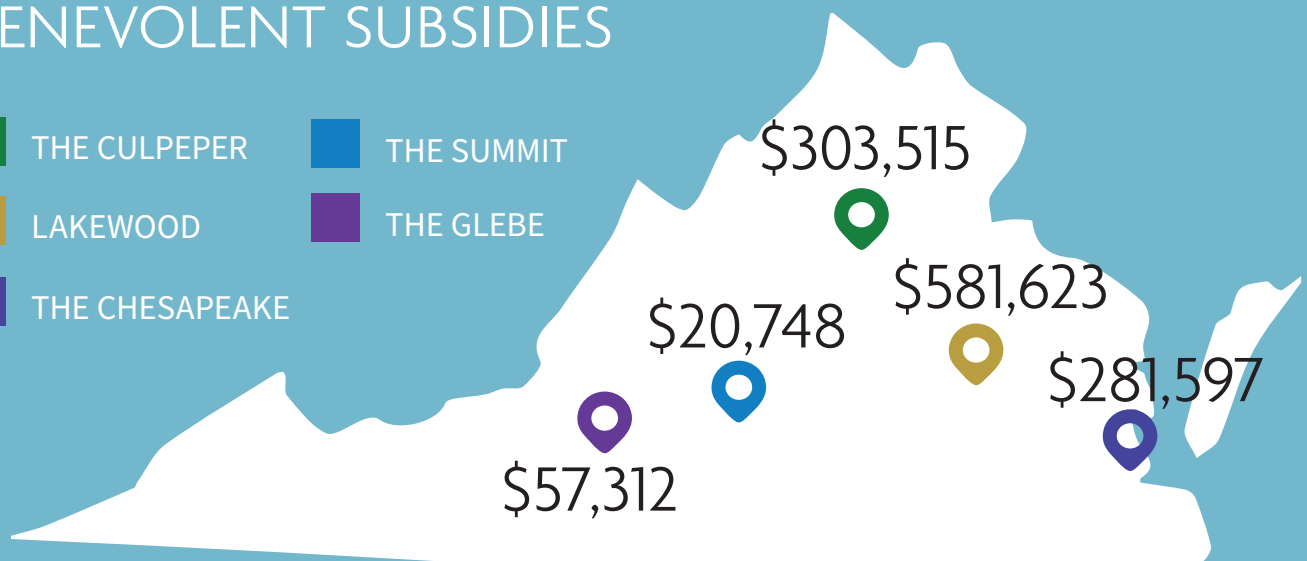 ENEVOLENT SUBSIDIES
THE CULPEPER
THE SUMMIT
LAKEWOOD
THE GLEBE
THE CHESAPEAKE
$303,515
$581,623
$20,748
$281,597
$57,312